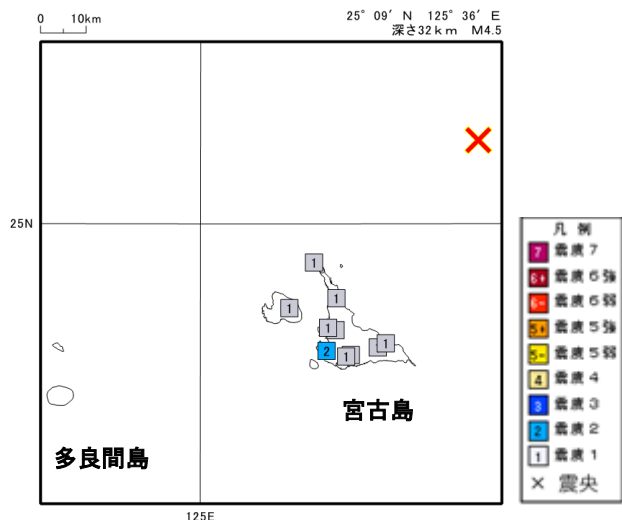 0 10km
25° 09′ N 125° 36′ E
深さ32km M4.5
25N
1
1
1
1
2
1
1
1
宮古島
多良間島
125E
凡例
7 震度7
6+ 震度6強
6- 震度6弱
5+ 震度5強
5- 震度5弱
4 震度4
3 震度3
2 震度2
1 震度1
× 震央